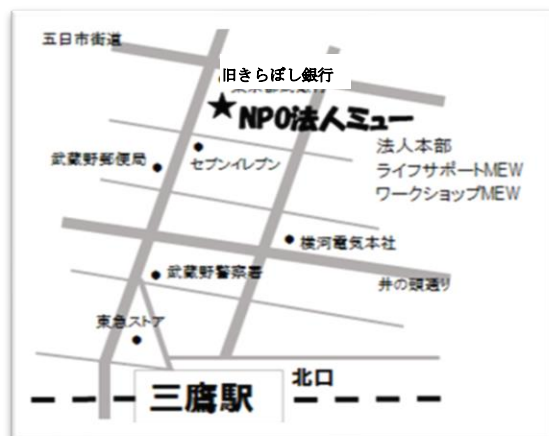 五日市街道
旧きらぼし銀行
★NPO法人ミュー
法人本部
ライフサポートMEW
ワークショップMEW
武蔵野郵便局
セブンイレブン
横河電気本社
武蔵野警察署
井の頭通り
東急ストア
北口
三鷹駅